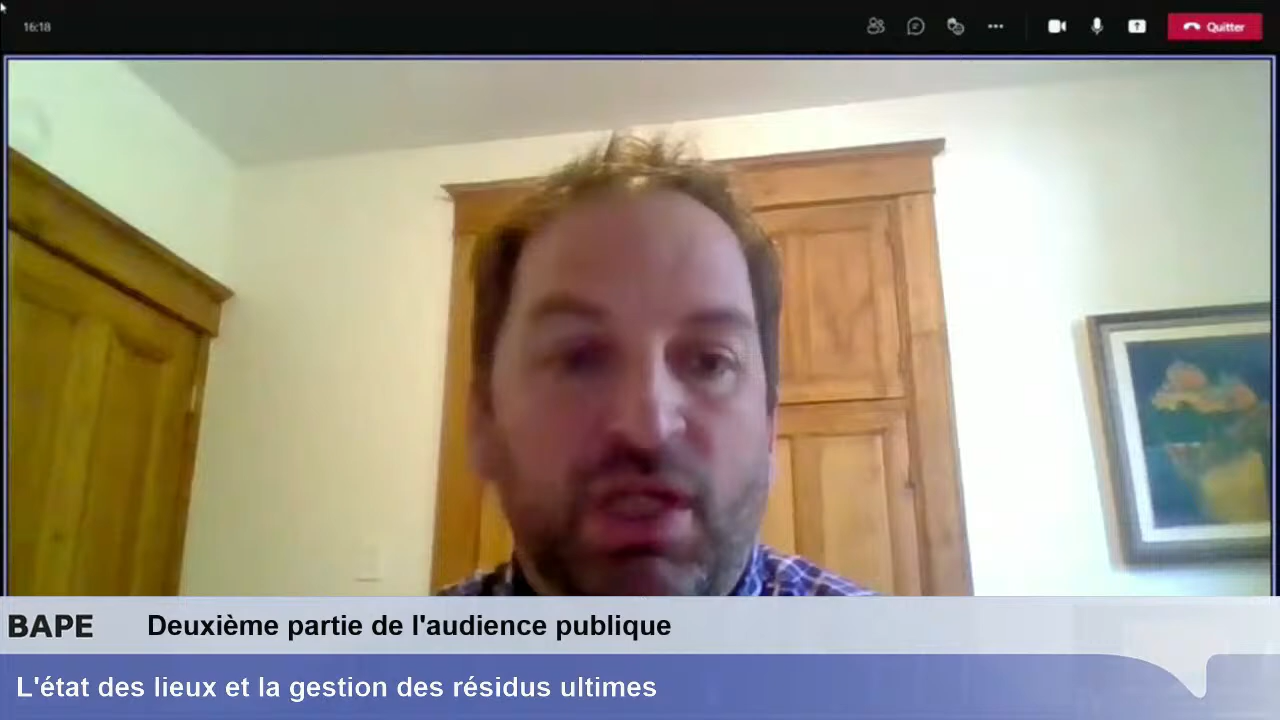 16:18
Quitter
BAPE
Deuxième partie de l'audience publique
L'état des lieux et la gestion des résidus ultimes